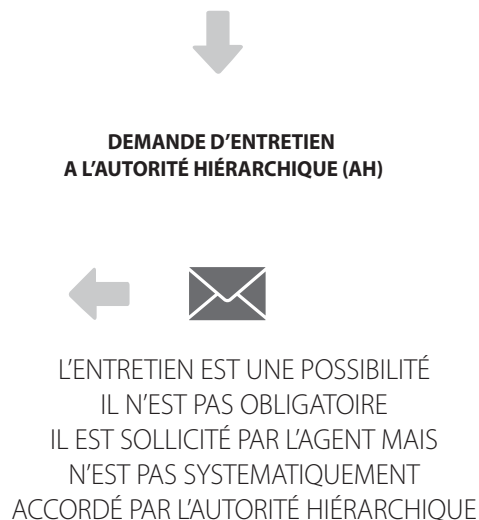 DEMANDE D'ENTRETIEN
A L'AUTORITÉ HIÉRARCHIQUE (AH)
L'ENTRETIEN EST UNE POSSIBILITÉ
IL N'EST PAS OBLIGATOIRE
IL EST SOLLICITÉ PAR L'AGENT MAIS
N'EST PAS SYSTEMATIQUEMENT
ACCORDÉ PAR L'AUTORITÉ HIÉRARCHIQUE